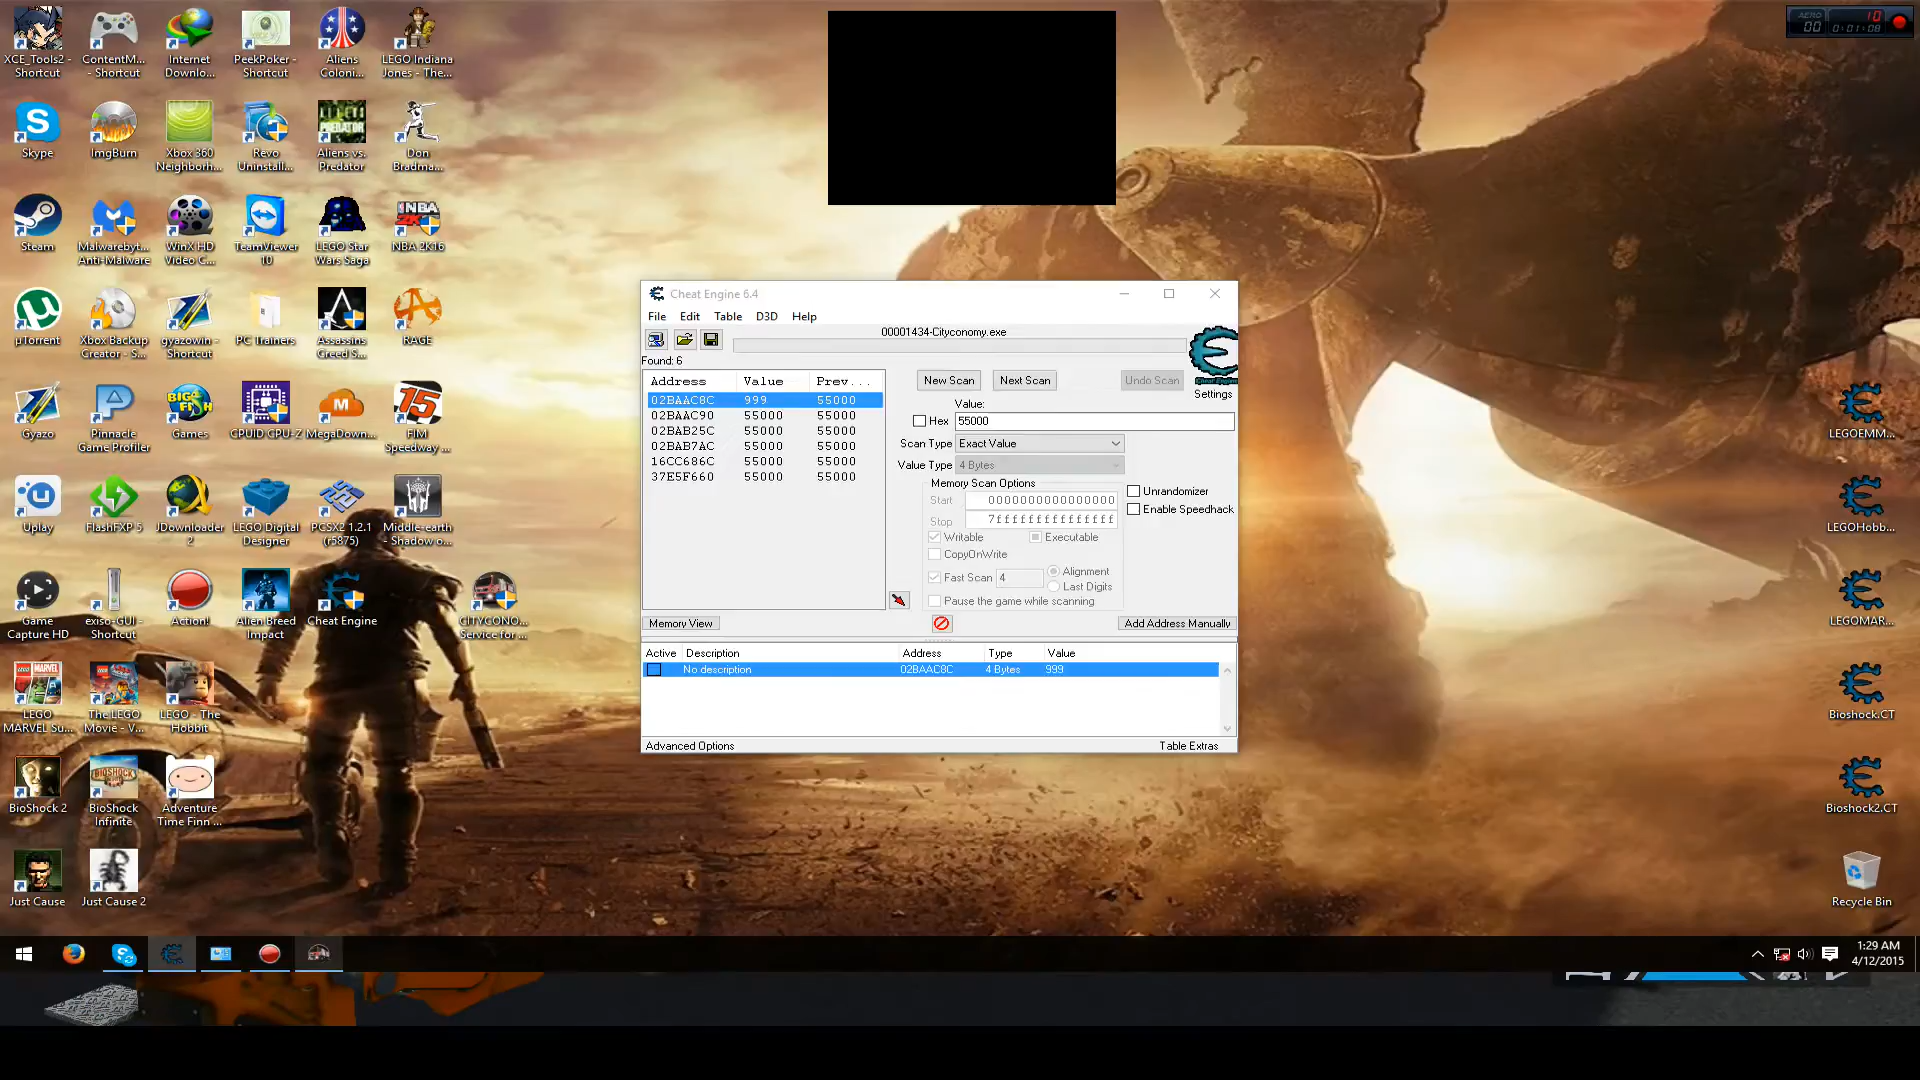 XCE_Tools2 -
Shortcut
ContentM...
- Shortcut
Internet
Downlo...
PeekPoker -
Shortcut
Aliens
Coloni...
LEGO Indiana
Jones - The...
Skype
ImgBurn
Xbox 360
Neighborh...
Revo
Uninstall...
Aliens vs.
Predator
Don
Bradma...
Steam
Malwarebyt...
Anti-Malware
WinX HD
Video C...
TeamViewer
10
LEGO Star
Wars Saga
NBA 2K16
µTorrent
Xbox Backup
Creator - S...
gyazowin -
Shortcut
PC Trainers
Assassins
Creed S...
RAGE
Gyazo
Pinnacle
Game Profiler
Games
CPUID CPU-Z
MegaDown...
FIM
Speedway ...
Uplay
FlashFXP 5
JDownloader
2
LEGO Digital
Designer
PCSX2 1.2.1
(r5875)
Middle-earth
- Shadow o...
Game
Capture HD
exiso-GUI -
Shortcut
Action!
Alien Breed
Impact
Cheat Engine
CITYCONO...
Service for...
LEGO
MARVEL Su...
The LEGO
Movie - V...
LEGO - The
Hobbit
BioShock 2
BioShock
Infinite
Adventure
Time Finn ...
Just Cause
Just Cause 2
Cheat Engine 6.4
File Edit Table D3D Help
00001434-Cityconomy.exe
Found: 6
Address Value Prev...
02BAAC8C 999 55000
02BAAC90 55000 55000
02BAB25C 55000 55000
02BAB7AC 55000 55000
16CC686C 55000 55000
37E5F660 55000 55000
New Scan Next Scan Undo Scan
Cheat Engine
Settings
Value:
Hex 55000
Scan Type Exact Value
Value Type 4 Bytes
Memory Scan Options
Start 0000000000000000
Stop 7fffffffffffffff
Writable Executable
CopyOnWrite
Fast Scan 4 Alignment
Last Digits
Pause the game while scanning
Unrandomizer
Enable Speedhack
Memory View Add Address Manually
Active Description Address Type Value
No description 02BAAC8C 4 Bytes 999
Advanced Options Table Extras
AERO 10
00 0:01:08
LEGOEMM...
LEGOHobb...
LEGOMAR...
Bioshock.CT
Bioshock2.CT
Recycle Bin
1:29 AM
4/12/2015